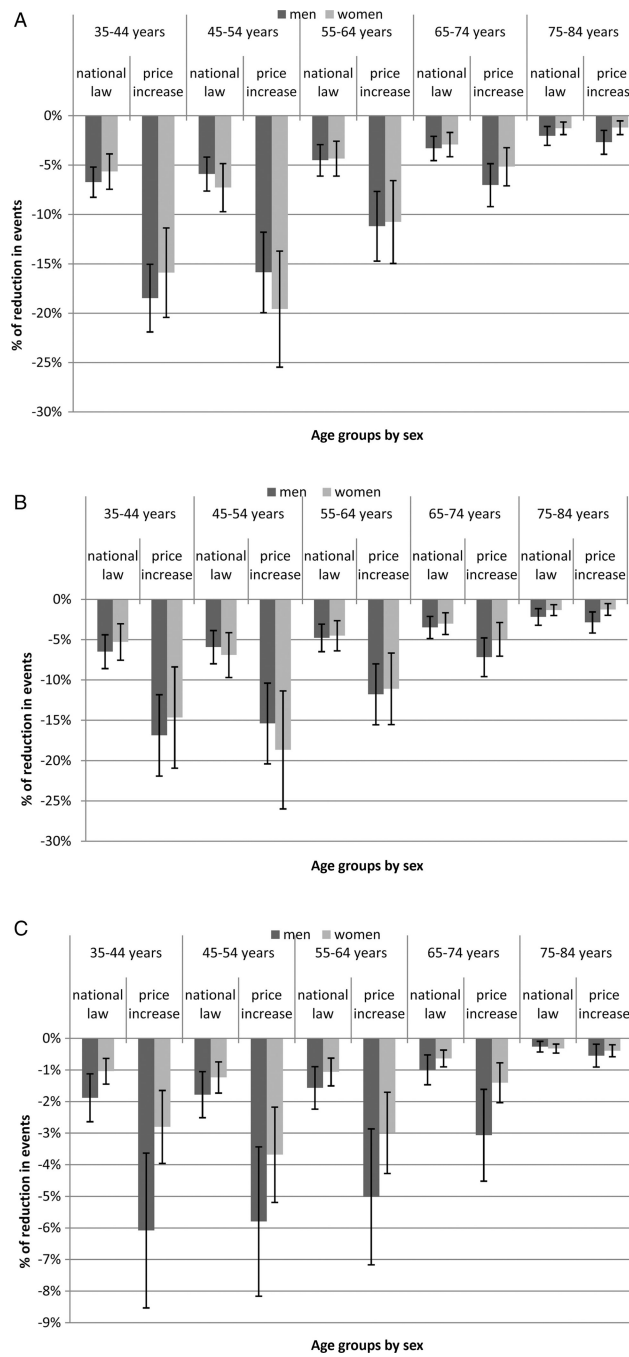 A
men women
35-44 years 45-54 years 55-64 years 65-74 years 75-84 years
national law price increase national law price increase national law price increase national law price increase national law price increase
0%
-5%
-10%
-15%
-20%
-25%
-30%
% of reduction in events
Age groups by sex
B
men women
35-44 years 45-54 years 55-64 years 65-74 years 75-84 years
national law price increase national law price increase national law price increase national law price increase national law price increase
0%
-5%
-10%
-15%
-20%
-25%
-30%
% of reduction in events
Age groups by sex
C
men women
35-44 years 45-54 years 55-64 years 65-74 years 75-84 years
national law price increase national law price increase national law price increase national law price increase national law price increase
0%
-1%
-2%
-3%
-4%
-5%
-6%
-7%
-8%
-9%
% of reduction in events
Age groups by sex